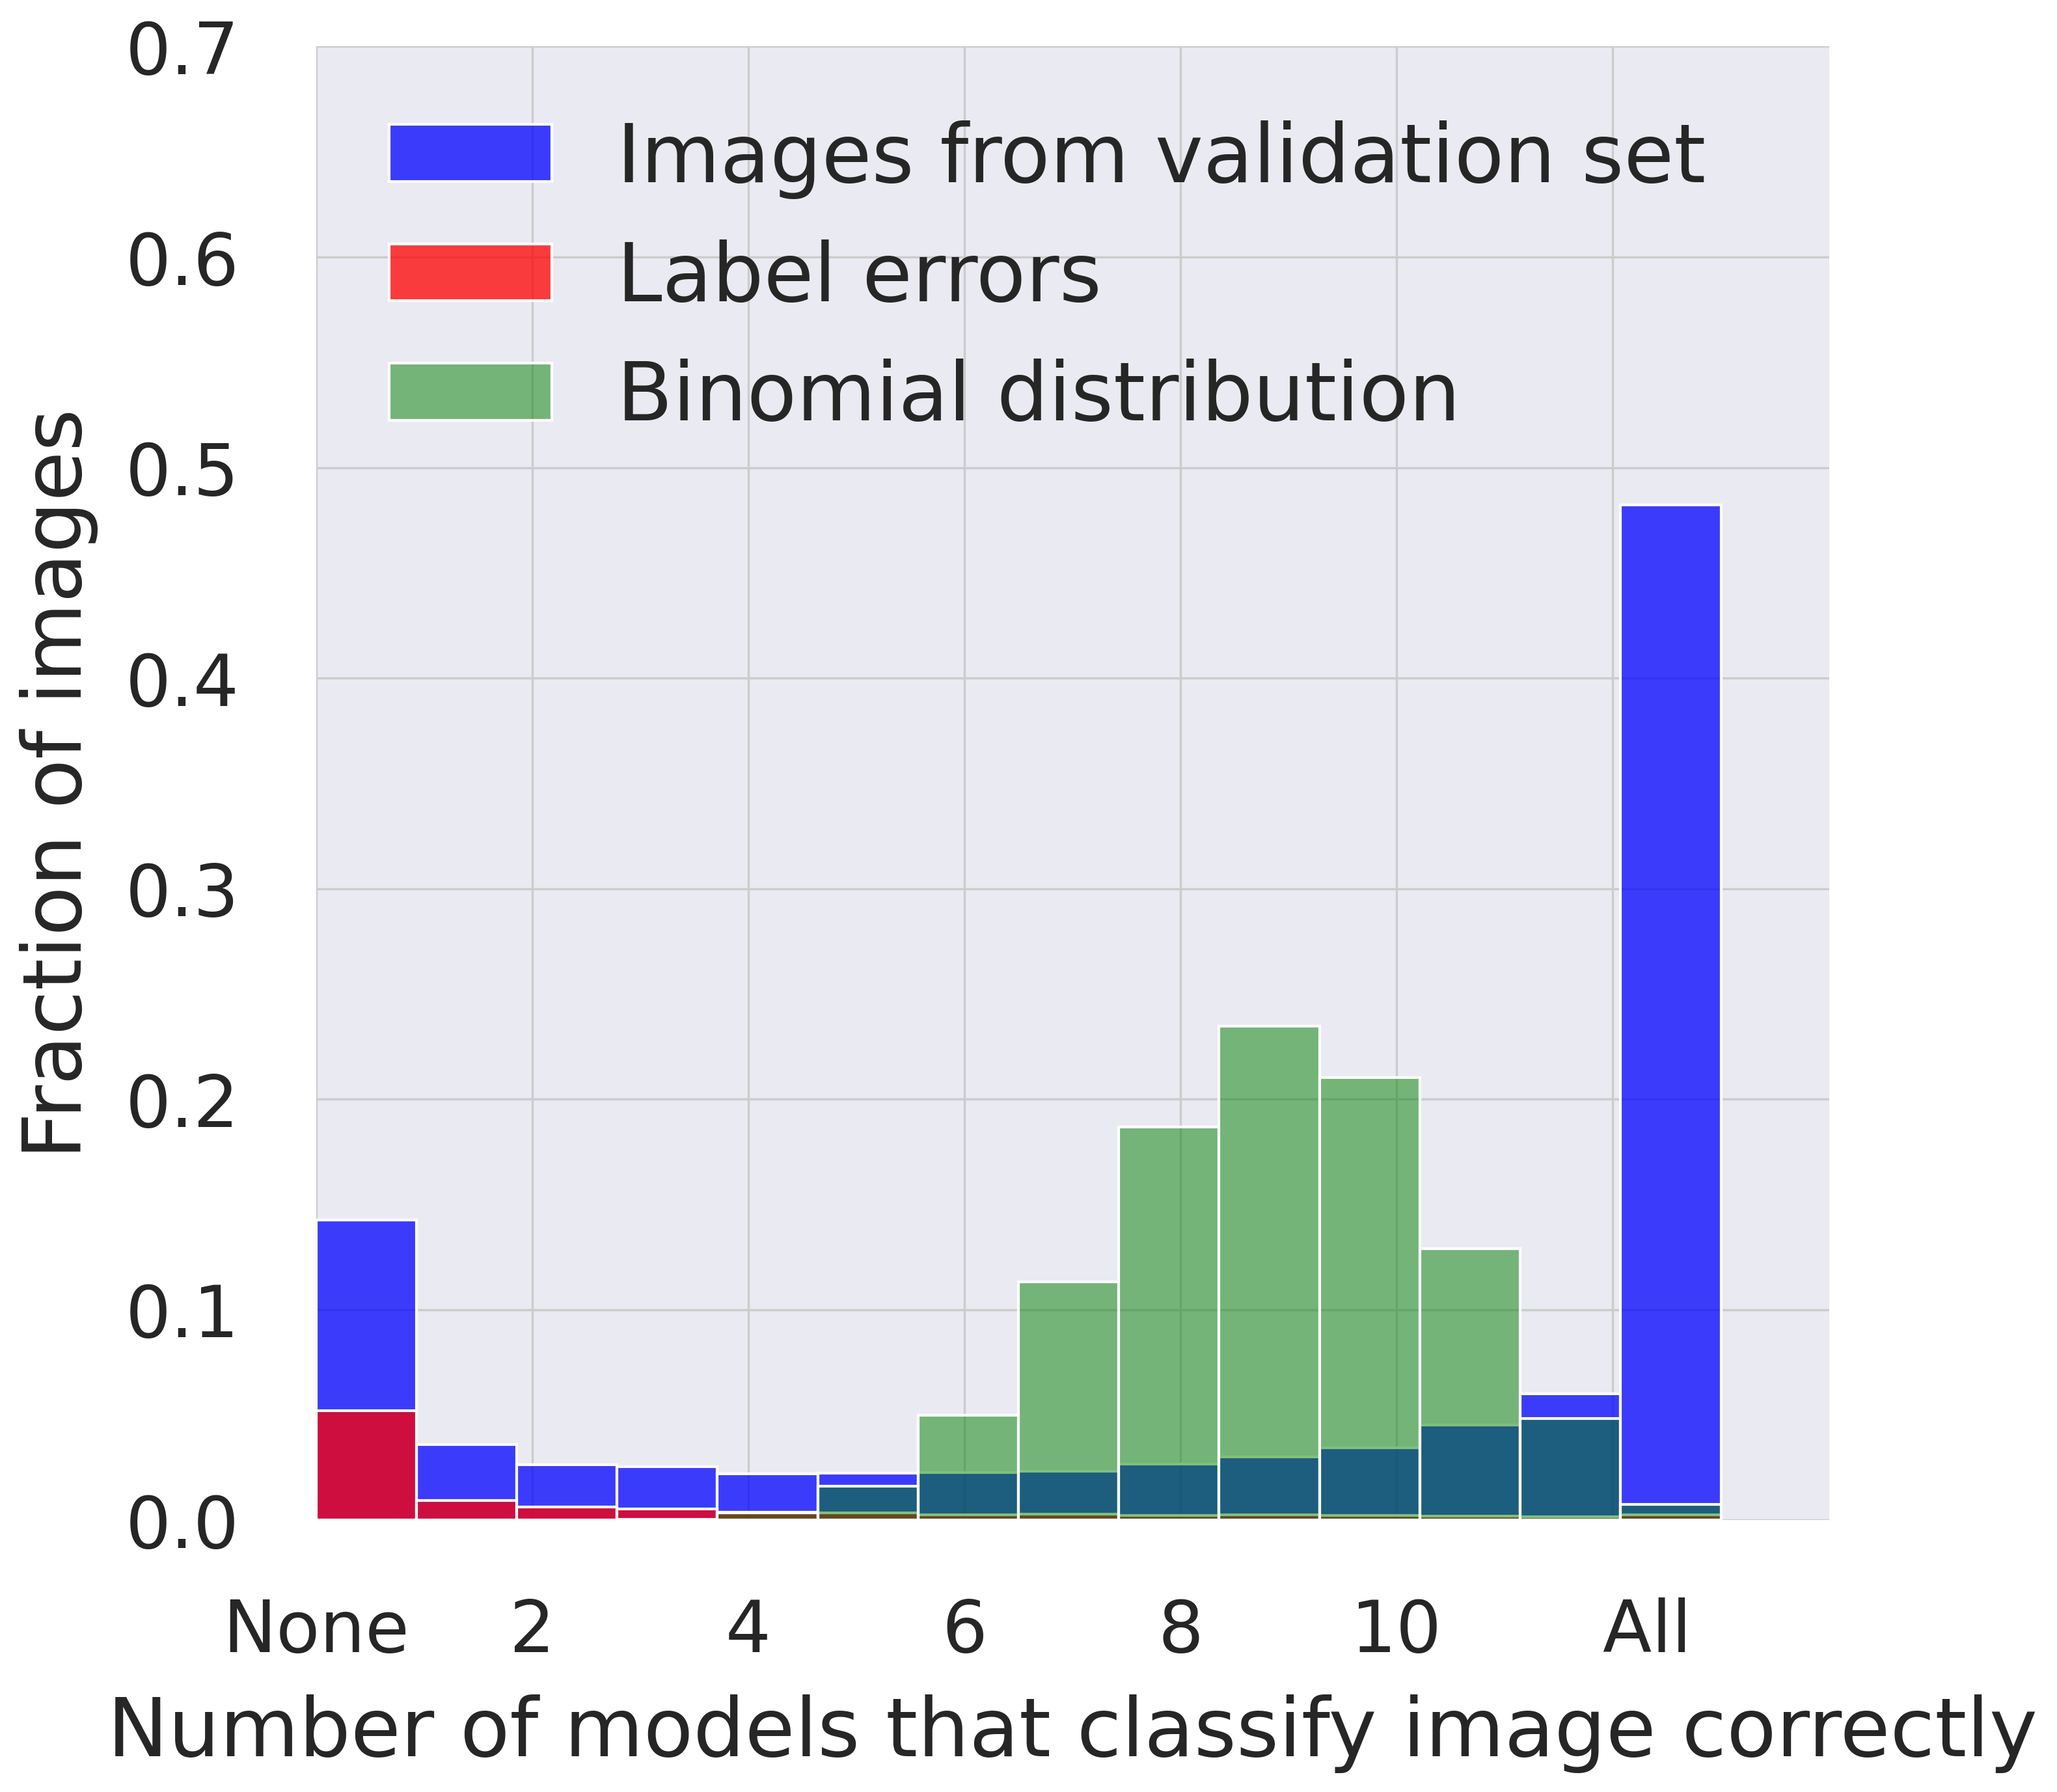 0.7
Images from validation set
0.6
Label errors
Binomial distribution
0.5
0.4
0.3
0.2
0.1
0.0
Fraction of images
None 2 4 6 8 10 All
Number of models that classify image correctly